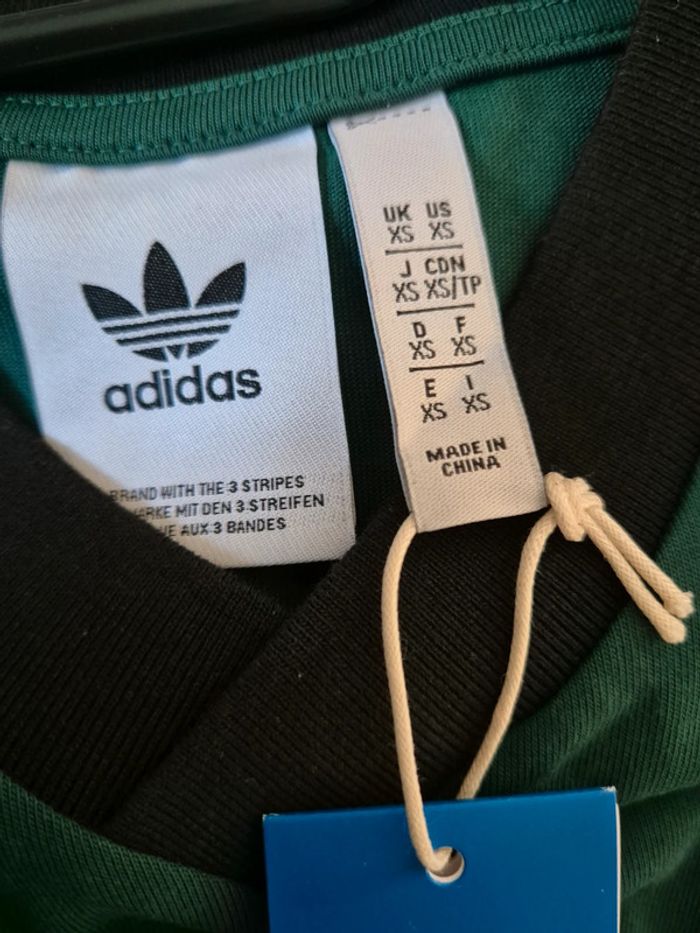 adidas
BRAND WITH THE 3 STRIPES
MARKE MIT DEN 3 STREIFEN
AUX 3 BANDES
UK US
XS XS
J CDN
XS XS/TP
D F
XS XS
E I
XS XS
MADE IN
CHINA